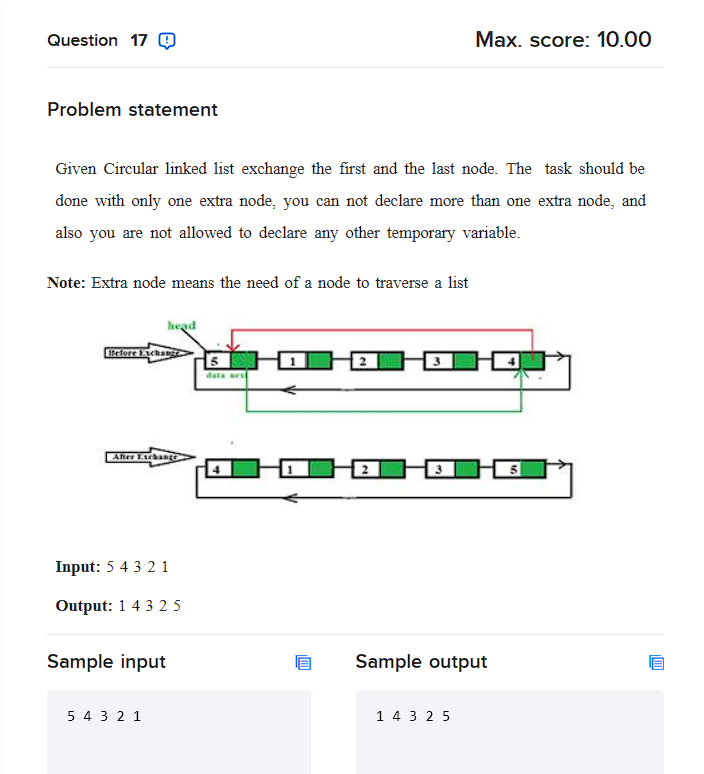 Question 17
Max. score: 10.00
Problem statement
Given Circular linked list exchange the first and the last node. The task should be
done with only one extra node, you can not declare more than one extra node, and
also you are not allowed to declare any other temporary variable.
Note: Extra node means the need of a node to traverse a list
head
Before Exchange
5 1 2 3 4
data next
After Exchange
4 1 2 3 5
Input: 5 4 3 2 1
Output: 1 4 3 2 5
Sample input
Sample output
5 4 3 2 1
1 4 3 2 5